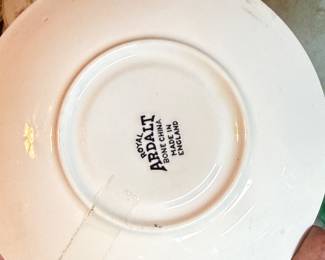 ROYAL
ARDALT
BONE CHINA
MADE IN
ENGLAND